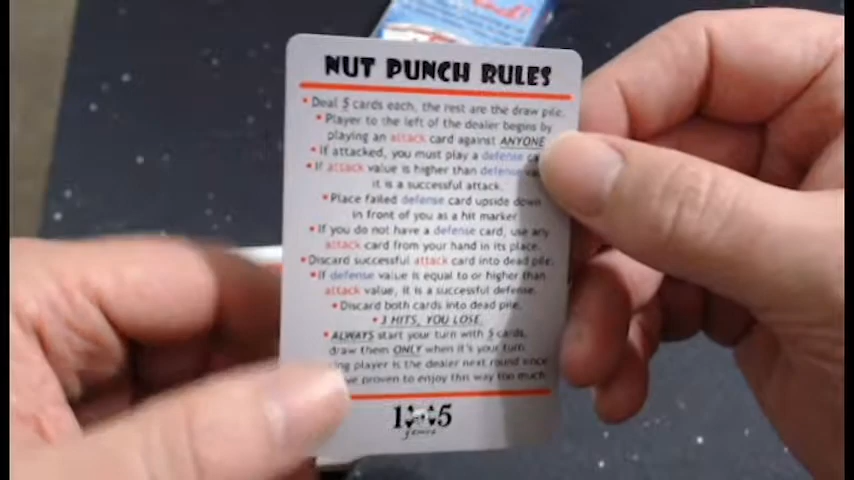 NUT PUNCH RULES
• Deal 5 cards each, the rest are the draw pile.
• Player to the left of the dealer begins by
playing an attack card against ANYONE
• If attacked, you must play a defense
• If attack value is higher than defense
it is a successful attack.
• Place failed defense card upside down
in front of you as a hit marker
• If you do not have a defense card, use any
attack card from your hand in its place.
• Discard successful attack card into dead pile.
• If defense value is equal to or higher than
attack value, it is a successful defense.
• Discard both cards into dead pile.
• 3 HITS, YOU LOSE.
• ALWAYS start your turn with 5 cards,
draw them ONLY when it's your turn.
player is the dealer next round since
proven to enjoy this way too much.
games